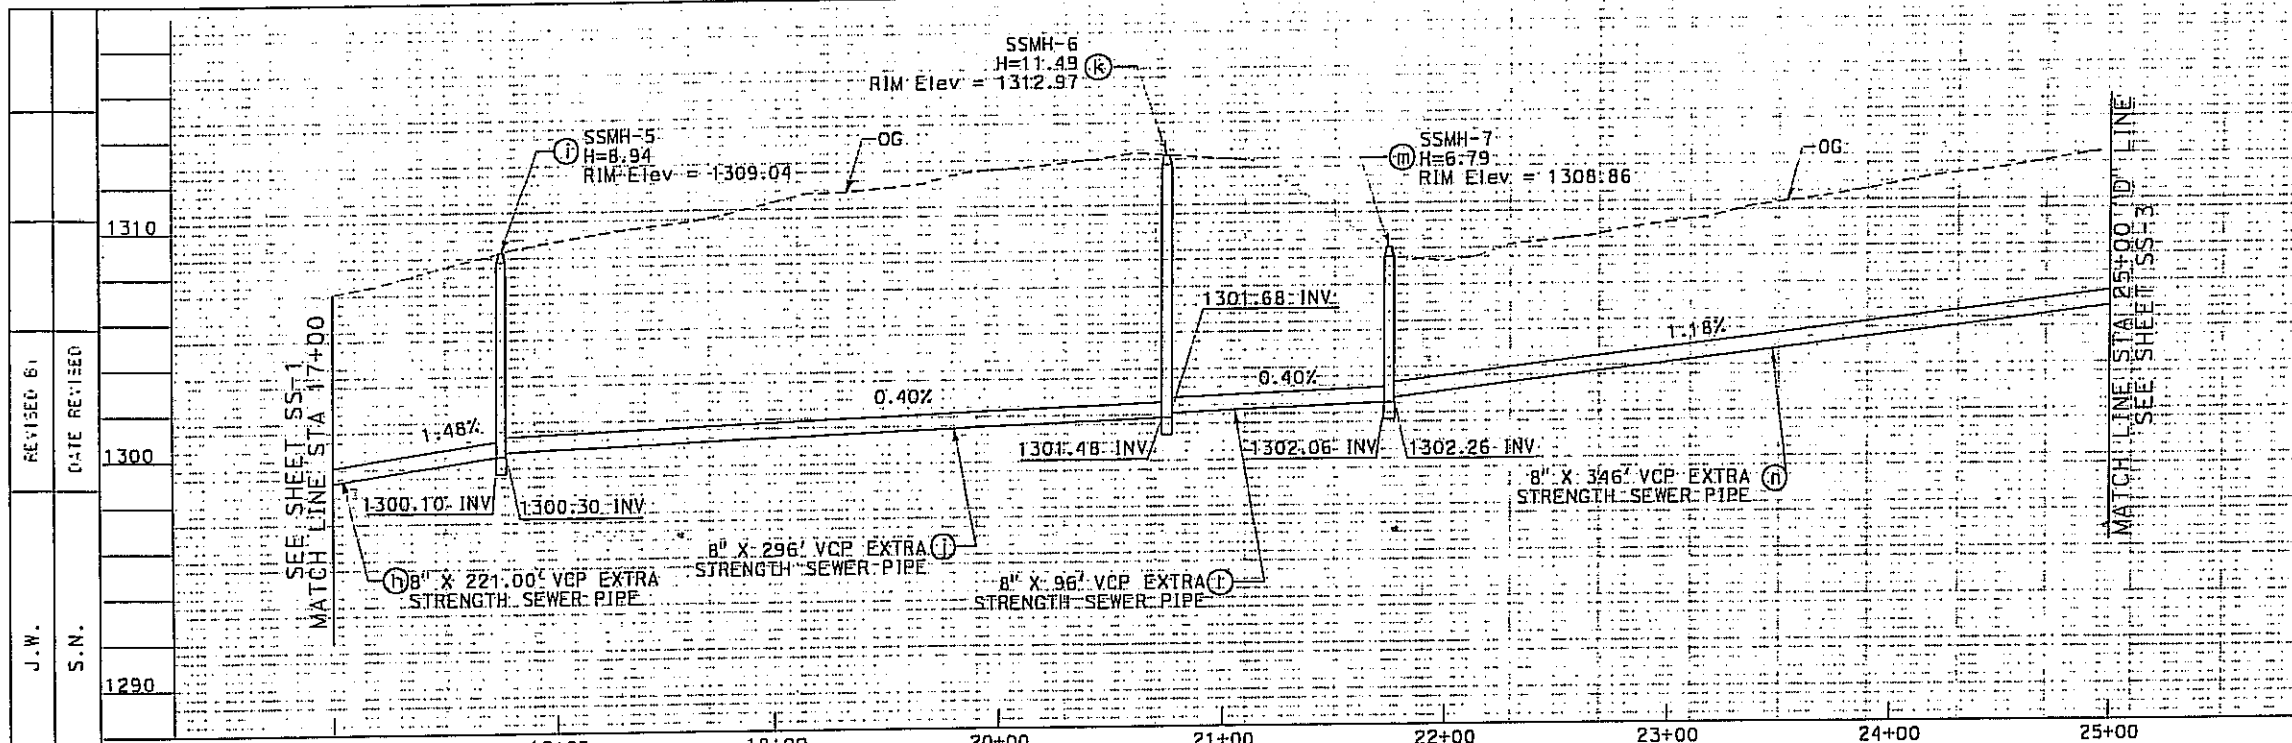 SSMH-6
H=11.49 (k)
RIM Elev = 1312.97
SSMH-5
(i) H=8.94
RIM Elev = 1309.04
OG
SSMH-7
(m) H=6.79
RIM Elev = 1308.86
OG
1310
1300
1290
SEE SHEET SS-1
MATCH LINE STA 17+00
1.48%
0.40%
0.40%
1.18%
1301.68 INV
1300.10 INV
1300.30 INV
1301.48 INV
1302.06 INV
1302.26 INV
(h) 8" X 221.00' VCP EXTRA
STRENGTH SEWER PIPE
8" X 296' VCP EXTRA (j)
STRENGTH SEWER PIPE
8" X 96' VCP EXTRA (l)
STRENGTH SEWER PIPE
8" X 346' VCP EXTRA (n)
STRENGTH SEWER PIPE
MATCH LINE STA 25+00 'D' LINE
SEE SHEET SS-3
REVISED BY
DATE REVISED
J.W.
S.N.
20+00
21+00
22+00
23+00
24+00
25+00